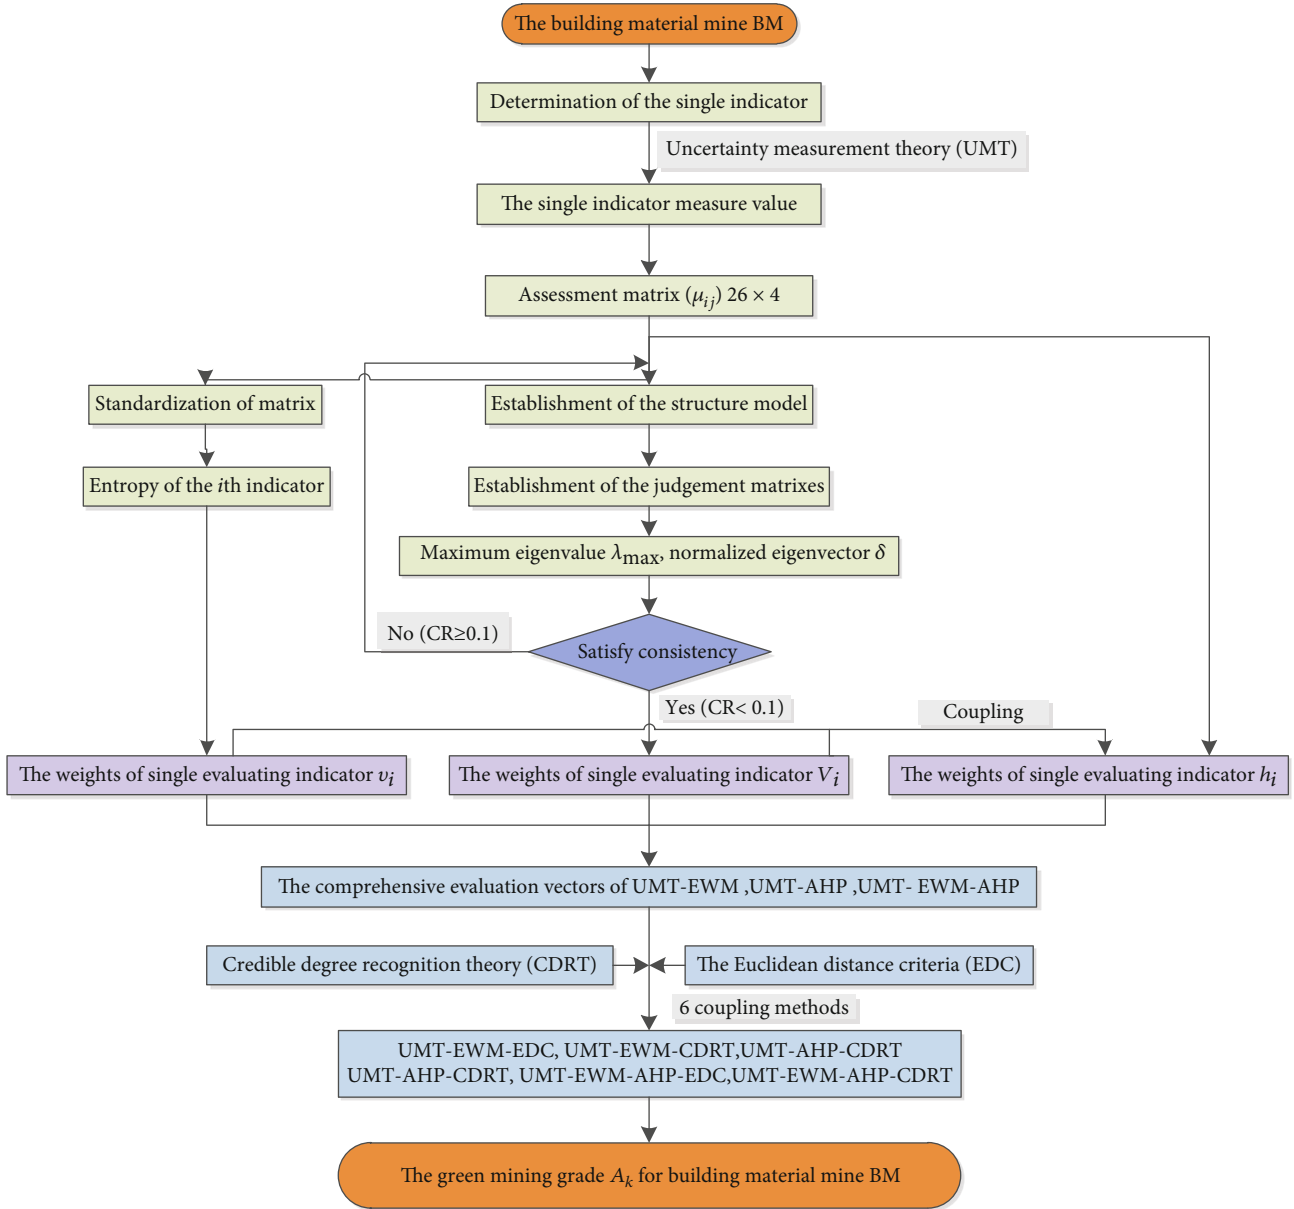 The building material mine BM
Determination of the single indicator
Uncertainty measurement theory (UMT)
The single indicator measure value
Assessment matrix (μij) 26 × 4
Standardization of matrix
Establishment of the structure model
Entropy of the ith indicator
Establishment of the judgement matrixes
Maximum eigenvalue λmax, normalized eigenvector δ
No (CR≥0.1)
Satisfy consistency
Yes (CR< 0.1)
Coupling
The weights of single evaluating indicator vi
The weights of single evaluating indicator Vi
The weights of single evaluating indicator hi
The comprehensive evaluation vectors of UMT-EWM ,UMT-AHP ,UMT- EWM-AHP
Credible degree recognition theory (CDRT)
The Euclidean distance criteria (EDC)
6 coupling methods
UMT-EWM-EDC, UMT-EWM-CDRT,UMT-AHP-CDRT
UMT-AHP-CDRT, UMT-EWM-AHP-EDC,UMT-EWM-AHP-CDRT
The green mining grade Ak for building material mine BM